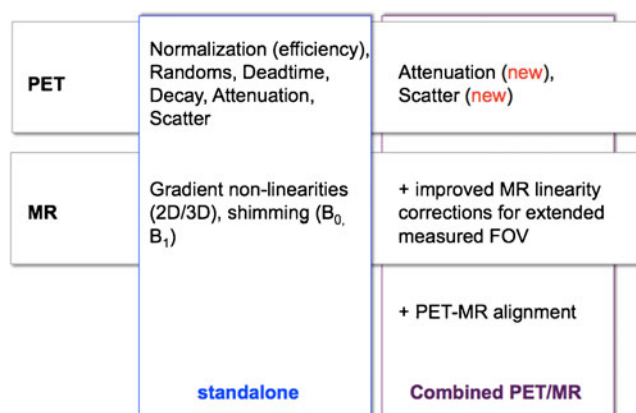 PET
Normalization (efficiency),
Randoms, Deadtime,
Decay, Attenuation,
Scatter
Attenuation (new),
Scatter (new)
MR
Gradient non-linearities
(2D/3D), shimming (B0,
B1)
+ improved MR linearity
corrections for extended
measured FOV
+ PET-MR alignment
standalone
Combined PET/MR